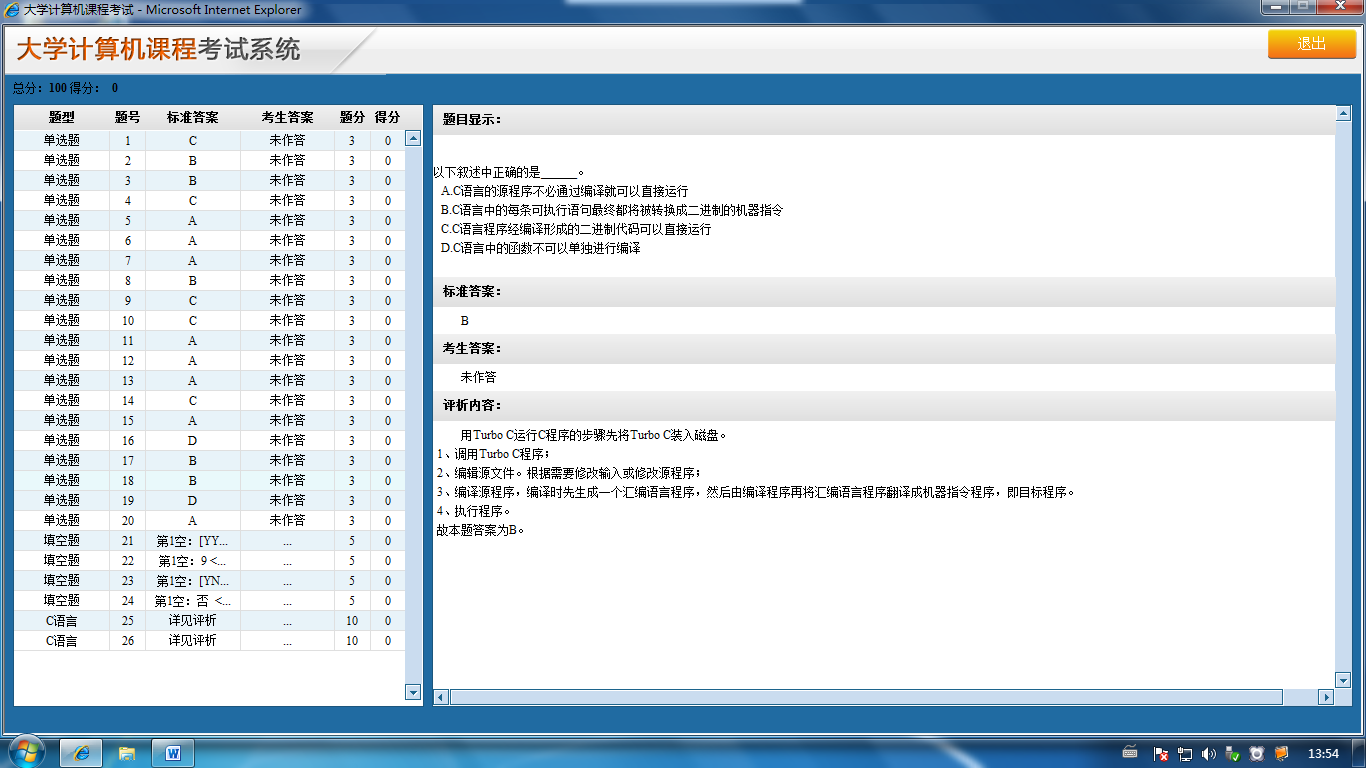 大学计算机课程考试 - Microsoft Internet Explorer
大学计算机课程考试系统
退出
总分：100 得分： 0
题型 题号 标准答案 考生答案 题分 得分
单选题 1 C 未作答 3 0
单选题 2 B 未作答 3 0
单选题 3 B 未作答 3 0
单选题 4 C 未作答 3 0
单选题 5 A 未作答 3 0
单选题 6 A 未作答 3 0
单选题 7 A 未作答 3 0
单选题 8 B 未作答 3 0
单选题 9 C 未作答 3 0
单选题 10 C 未作答 3 0
单选题 11 A 未作答 3 0
单选题 12 A 未作答 3 0
单选题 13 A 未作答 3 0
单选题 14 C 未作答 3 0
单选题 15 A 未作答 3 0
单选题 16 D 未作答 3 0
单选题 17 B 未作答 3 0
单选题 18 B 未作答 3 0
单选题 19 D 未作答 3 0
单选题 20 A 未作答 3 0
填空题 21 第1空：[YY... ... 5 0
填空题 22 第1空：9 <... ... 5 0
填空题 23 第1空：[YN... ... 5 0
填空题 24 第1空：否 <... ... 5 0
C语言 25 详见评析 ... 10 0
C语言 26 详见评析 ... 10 0
题目显示：
以下叙述中正确的是______。
A.C语言的源程序不必通过编译就可以直接运行
B.C语言中的每条可执行语句最终都将被转换成二进制的机器指令
C.C语言程序经编译形成的二进制代码可以直接运行
D.C语言中的函数不可以单独进行编译
标准答案：
B
考生答案：
未作答
评析内容：
用Turbo C运行C程序的步骤先将Turbo C装入磁盘。
1、调用Turbo C程序；
2、编辑源文件。根据需要修改输入或修改源程序；
3、编译源程序，编译时先生成一个汇编语言程序，然后由编译程序再将汇编语言程序翻译成机器指令程序，即目标程序。
4、执行程序。
故本题答案为B。
13:54